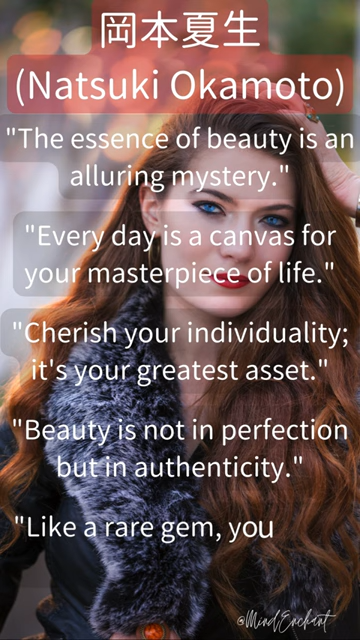 岡本夏生
(Natsuki Okamoto)
"The essence of beauty is an
alluring mystery."
"Every day is a canvas for
your masterpiece of life."
"Cherish your individuality;
it's your greatest asset."
"Beauty is not in perfection
but in authenticity."
"Like a rare gem, you
@MindEnchant